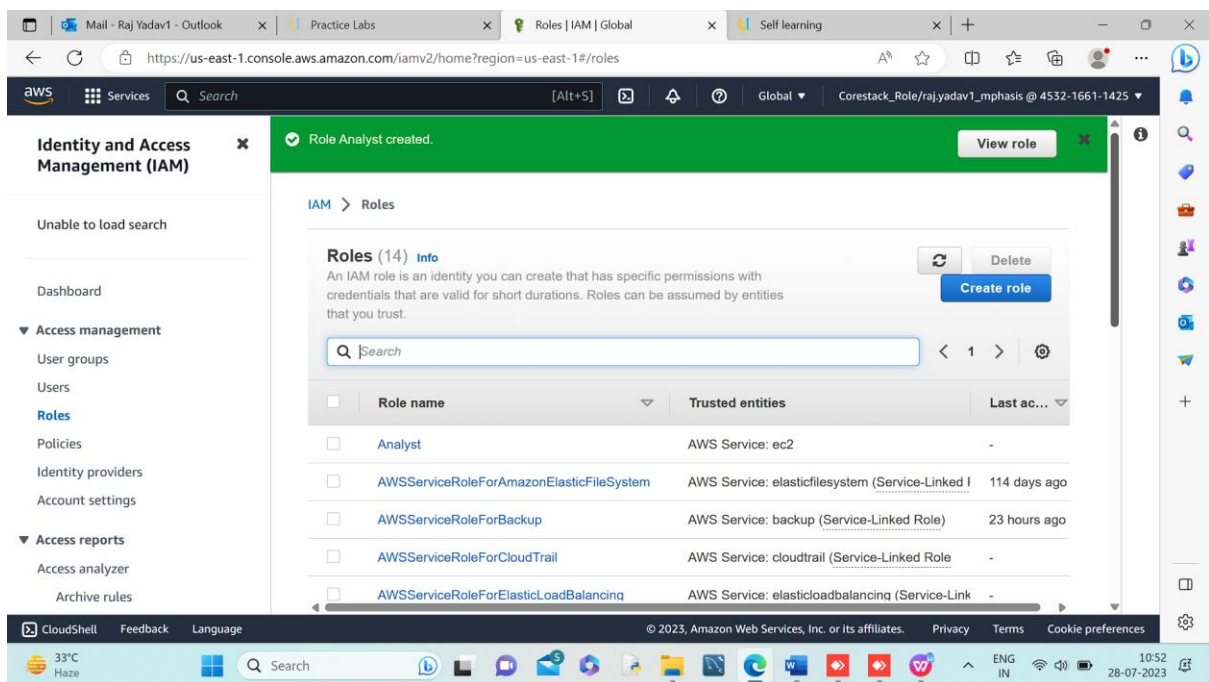 Mail - Raj Yadav1 - Outlook
Practice Labs
Roles | IAM | Global
Self learning
https://us-east-1.console.aws.amazon.com/iamv2/home?region=us-east-1#/roles
aws
Services
Search
[Alt+S]
Global
Corestack_Role/raj.yadav1_mphasis @ 4532-1661-1425
Identity and Access
Management (IAM)
Unable to load search
Dashboard
Access management
User groups
Users
Roles
Policies
Identity providers
Account settings
Access reports
Access analyzer
Archive rules
Role Analyst created.
View role
IAM > Roles
Roles (14) Info
An IAM role is an identity you can create that has specific permissions with
credentials that are valid for short durations. Roles can be assumed by entities
that you trust.
Delete
Create role
Search
1
Role name Trusted entities Last ac...
Analyst AWS Service: ec2 -
AWSServiceRoleForAmazonElasticFileSystem AWS Service: elasticfilesystem (Service-Linked 114 days ago
AWSServiceRoleForBackup AWS Service: backup (Service-Linked Role) 23 hours ago
AWSServiceRoleForCloudTrail AWS Service: cloudtrail (Service-Linked Role -
AWSServiceRoleForElasticLoadBalancing AWS Service: elasticloadbalancing (Service-Link -
CloudShell Feedback Language © 2023, Amazon Web Services, Inc. or its affiliates. Privacy Terms Cookie preferences
33°C
Haze
Search
5
ENG
IN
10:52
28-07-2023